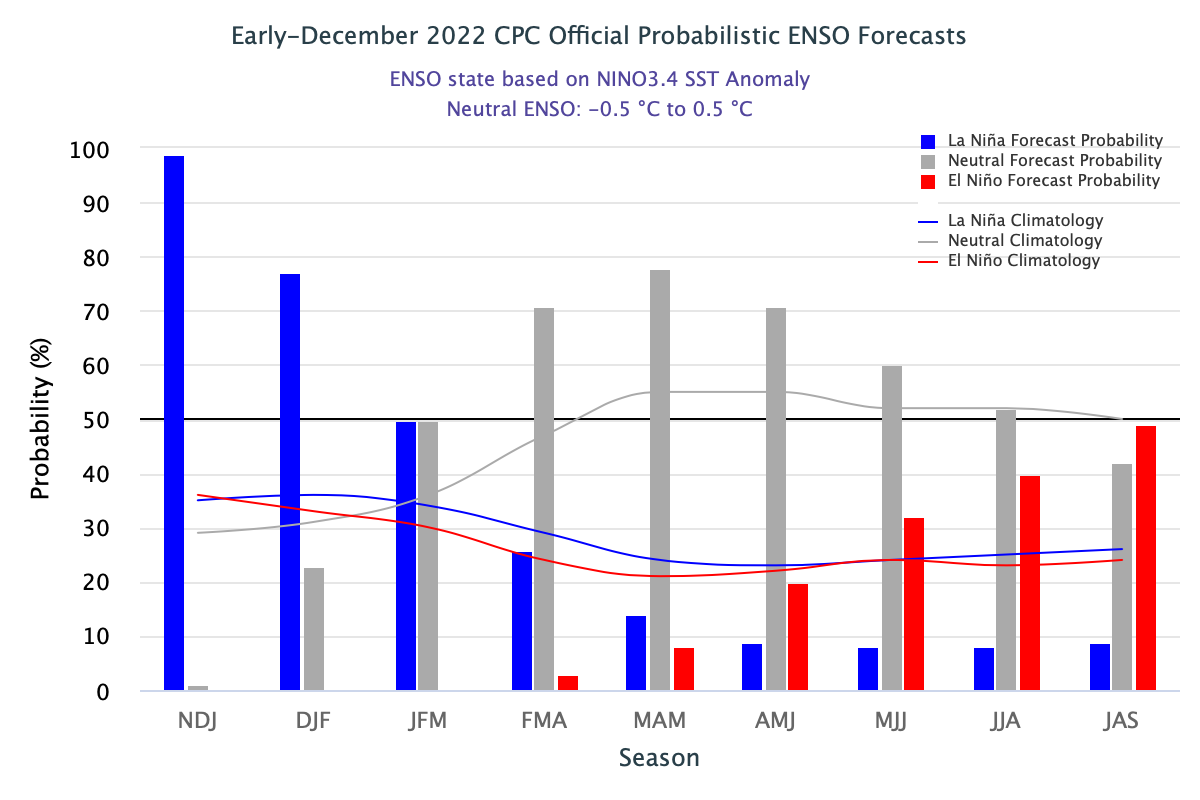 Early-December 2022 CPC Official Probabilistic ENSO Forecasts
ENSO state based on NINO3.4 SST Anomaly
Neutral ENSO: -0.5 °C to 0.5 °C
La Niña Forecast Probability
Neutral Forecast Probability
El Niño Forecast Probability
La Niña Climatology
Neutral Climatology
El Niño Climatology
Probability (%)
100
90
80
70
60
50
40
30
20
10
0
NDJ DJF JFM FMA MAM AMJ MJJ JJA JAS
Season